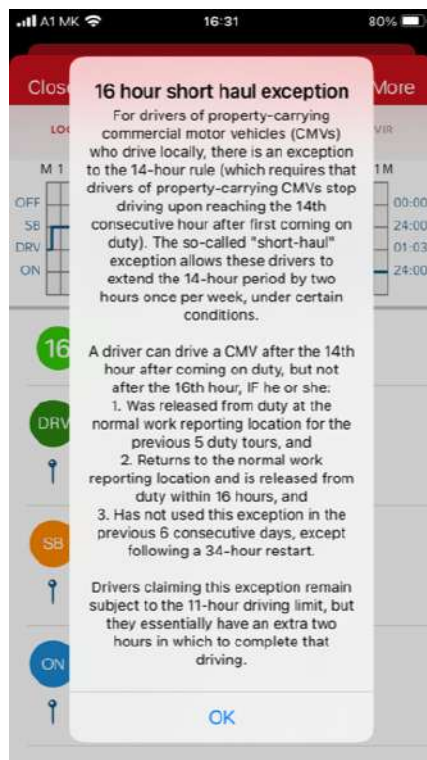 A1 MK 16:31 80%
Close More
16 hour short haul exception
For drivers of property-carrying
commercial motor vehicles (CMVs)
who drive locally, there is an exception
to the 14-hour rule (which requires that
drivers of property-carrying CMVs stop
driving upon reaching the 14th
consecutive hour after first coming on
duty). The so-called "short-haul"
exception allows these drivers to
extend the 14-hour period by two
hours once per week, under certain
conditions.
A driver can drive a CMV after the 14th
hour after coming on duty, but not
after the 16th hour, IF he or she:
1. Was released from duty at the
normal work reporting location for the
previous 5 duty tours, and
2. Returns to the normal work
reporting location and is released from
duty within 16 hours, and
3. Has not used this exception in the
previous 6 consecutive days, except
following a 34-hour restart.
Drivers claiming this exception remain
subject to the 11-hour driving limit, but
they essentially have an extra two
hours in which to complete that
driving.
OK
M 1 1 M
OFF 00:00
SB 24:00
DRV 01:03
ON 24:00
16
DRV
SB
ON